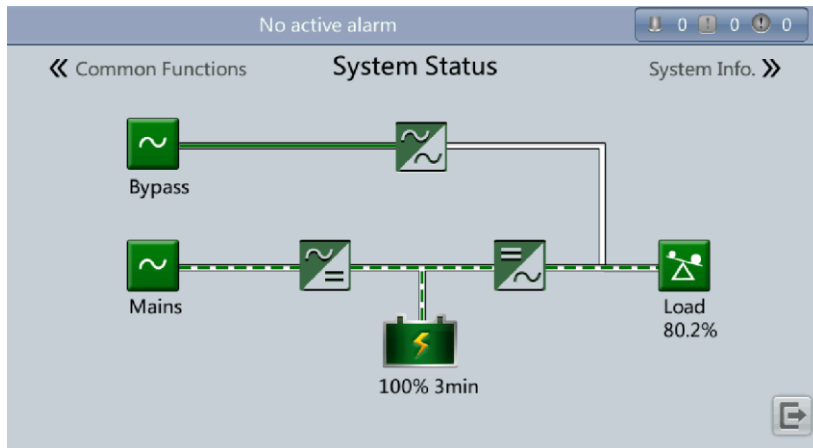 No active alarm
0 0 0
Common Functions
System Status
System Info.
Bypass
Mains
Load
80.2%
100% 3min